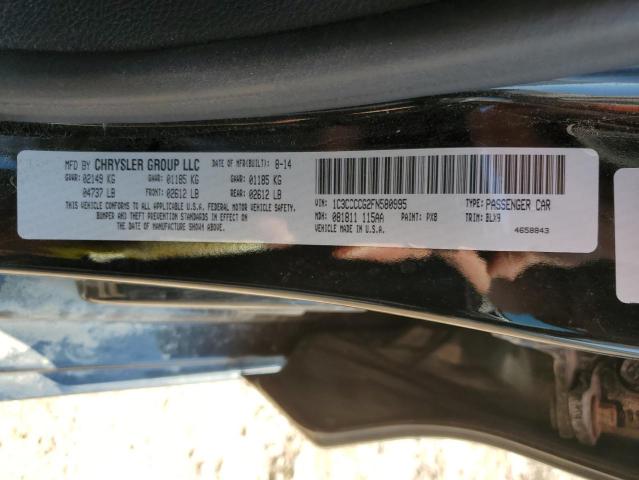 MFD BY CHRYSLER GROUP LLC DATE OF MFR(BUILT): 8-14
GVWR: 02149 KG GAWR: 01185 KG GAWR: 01185 KG
04737 LB FRONT: 02612 LB REAR: 02612 LB
THIS VEHICLE CONFORMS TO ALL APPLICABLE U.S.A. FEDERAL MOTOR VEHICLE SAFETY,
BUMPER AND THEFT PREVENTION STANDARDS IN EFFECT ON
THE DATE OF MANUFACTURE SHOWN ABOVE.
VIN: 1C3CCCCG2FN580995 TYPE: PASSENGER CAR
MDH: 081811 115AA PAINT: PX8 TRIM: BLX9
VEHICLE MADE IN U.S.A. 4658843